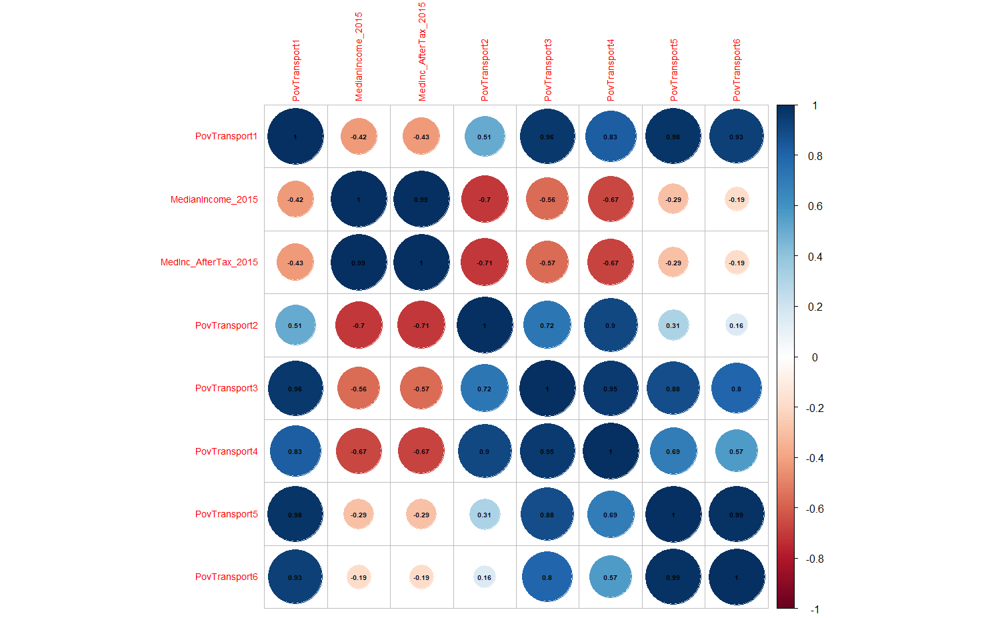 PovTransport1
MedianIncome_2015
MedInc_AfterTax_2015
PovTransport2
PovTransport3
PovTransport4
PovTransport5
PovTransport6
PovTransport1 1 -0.42 -0.43 0.51 0.96 0.83 0.98 0.93
MedianIncome_2015 -0.42 1 0.99 -0.7 -0.56 -0.67 -0.29 -0.19
MedInc_AfterTax_2015 -0.43 0.99 1 -0.71 -0.57 -0.67 -0.29 -0.19
PovTransport2 0.51 -0.7 -0.71 1 0.72 0.9 0.31 0.16
PovTransport3 0.96 -0.56 -0.57 0.72 1 0.95 0.88 0.8
PovTransport4 0.83 -0.67 -0.67 0.9 0.95 1 0.69 0.57
PovTransport5 0.98 -0.29 -0.29 0.31 0.88 0.69 1 0.99
PovTransport6 0.93 -0.19 -0.19 0.16 0.8 0.57 0.99 1
1
0.8
0.6
0.4
0.2
0
-0.2
-0.4
-0.6
-0.8
-1